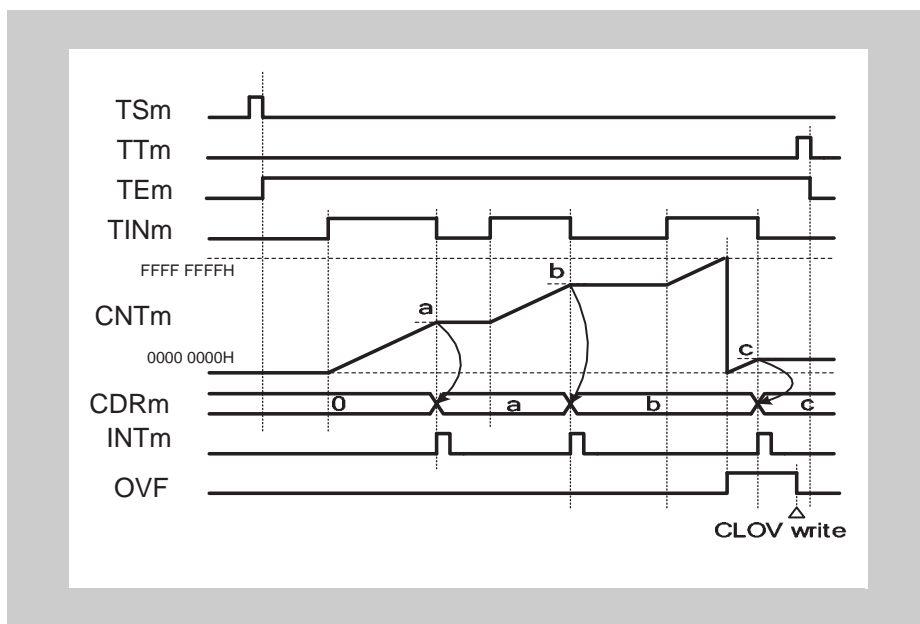 TSm
TTm
TEm
TINm
FFFF FFFFH
b
a
CNTm
c
0000 0000H
CDRm 0 a b c
INTm
OVF
CLOV write